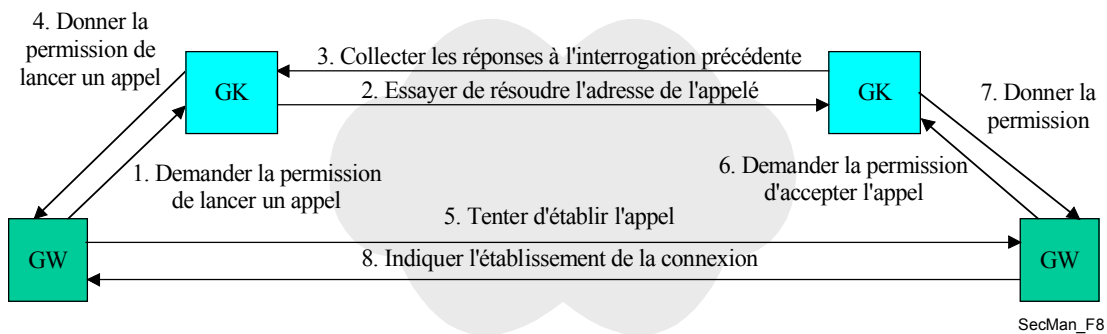 4. Donner la
permission de
lancer un appel
3. Collecter les réponses à l'interrogation précédente
GK
2. Essayer de résoudre l'adresse de l'appelé
GK
7. Donner la
permission
1. Demander la permission
de lancer un appel
6. Demander la permission
d'accepter l'appel
5. Tenter d'établir l'appel
GW
8. Indiquer l'établissement de la connexion
GW
SecMan_F8